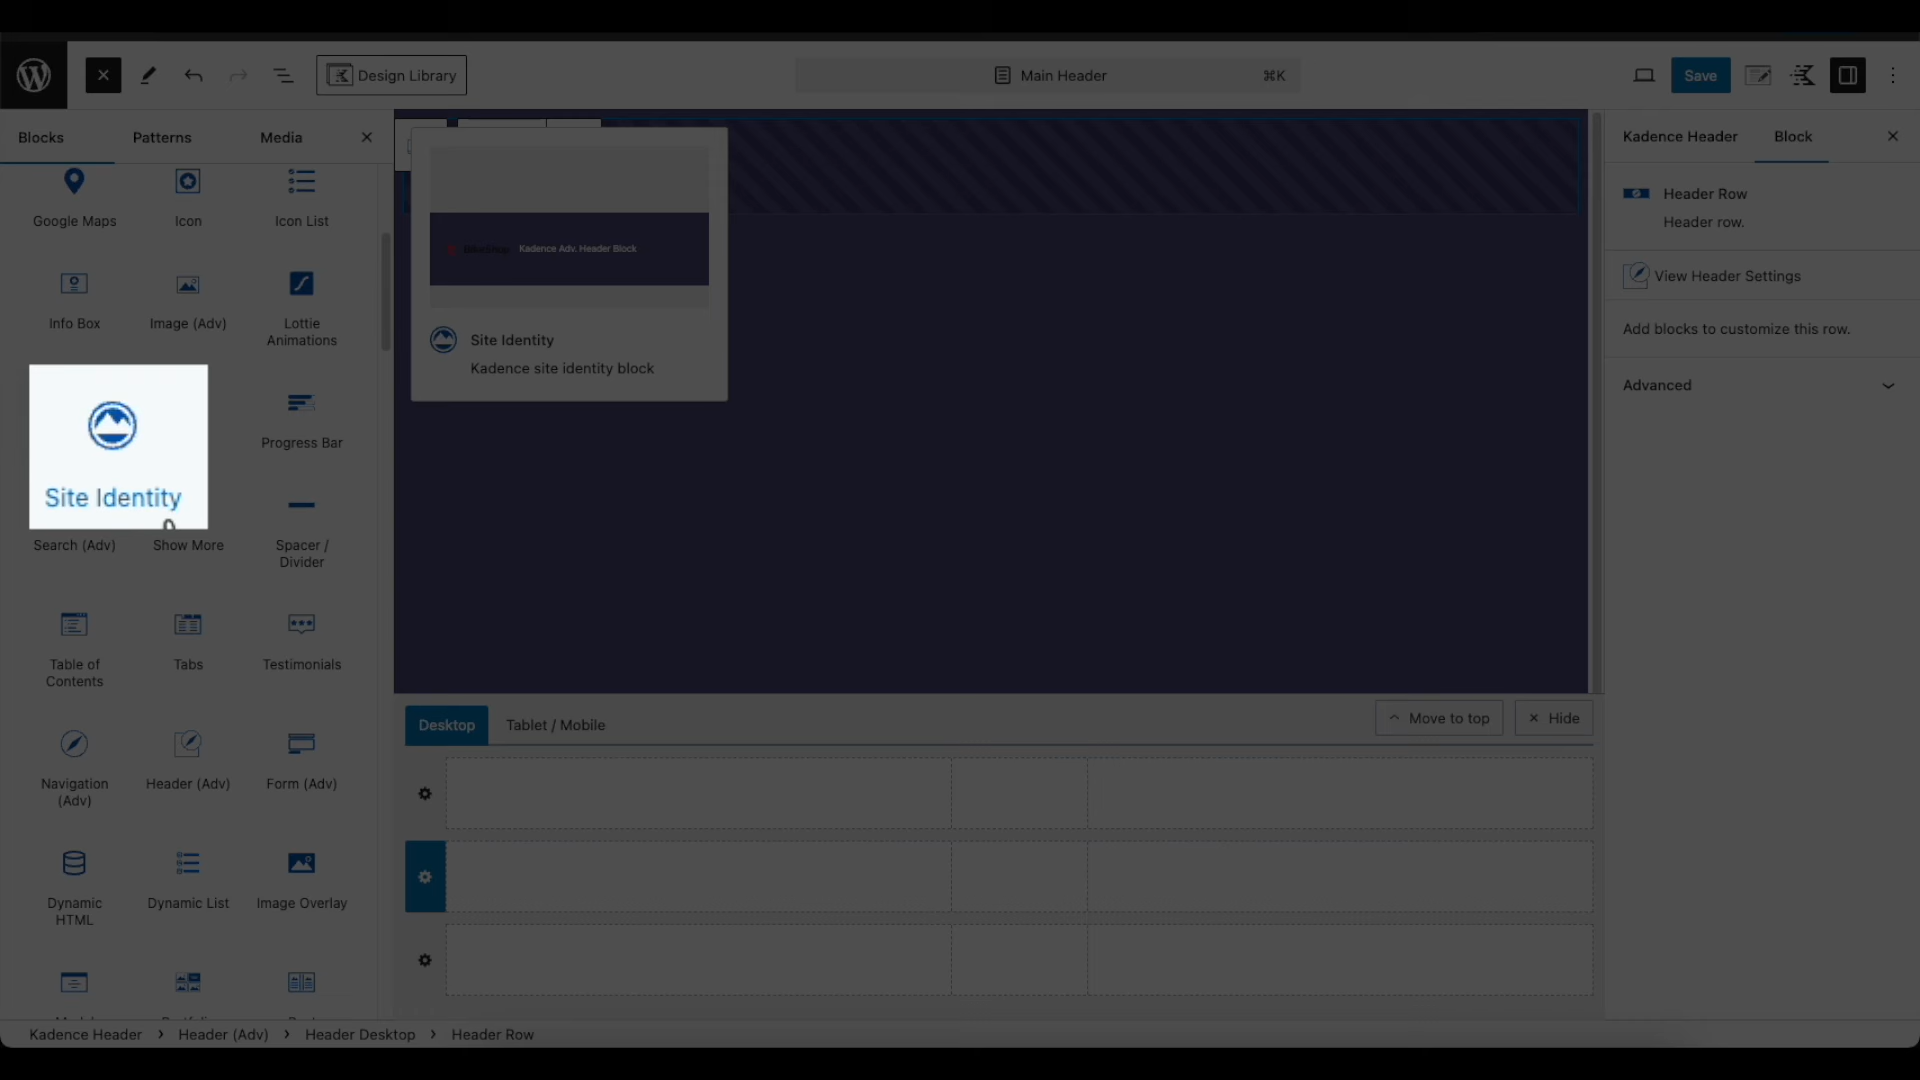 Design Library
Main Header
⌘K
Save
Blocks
Patterns
Media
Google Maps
Icon
Icon List
Info Box
Image (Adv)
Lottie
Animations
Site Identity
Progress Bar
Search (Adv)
Show More
Spacer /
Divider
Table of
Contents
Tabs
Testimonials
Navigation
(Adv)
Header (Adv)
Form (Adv)
Dynamic
HTML
Dynamic List
Image Overlay
Kadence Adv. Header Block
Site Identity
Kadence site identity block
Desktop
Tablet / Mobile
Move to top
Hide
Kadence Header
Block
Header Row
Header row.
View Header Settings
Add blocks to customize this row.
Advanced
Kadence Header > Header (Adv) > Header Desktop > Header Row